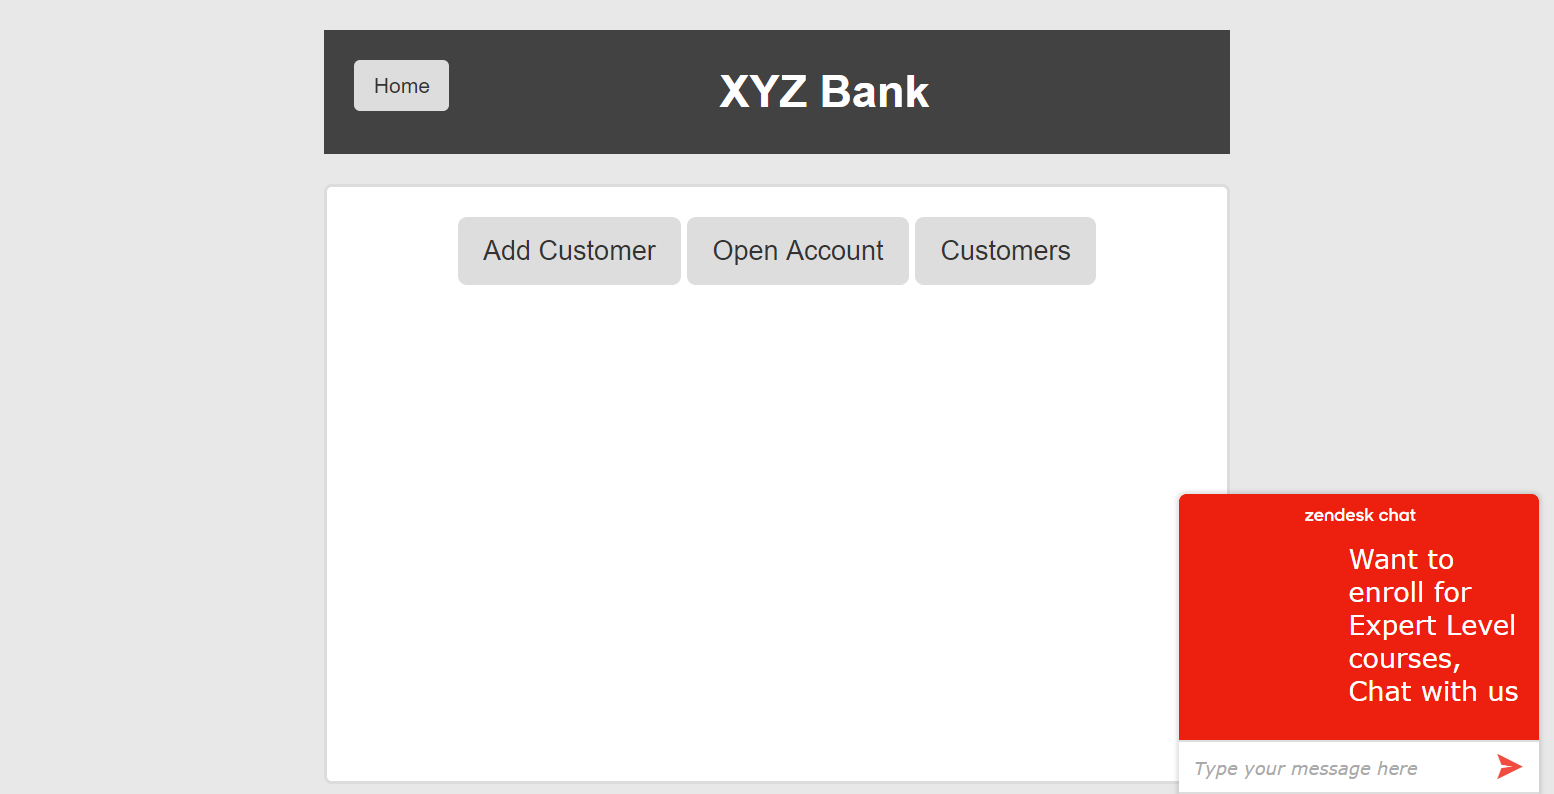 Home
XYZ Bank
Add Customer
Open Account
Customers
zendesk chat
Want to
enroll for
Expert Level
courses,
Chat with us
Type your message here